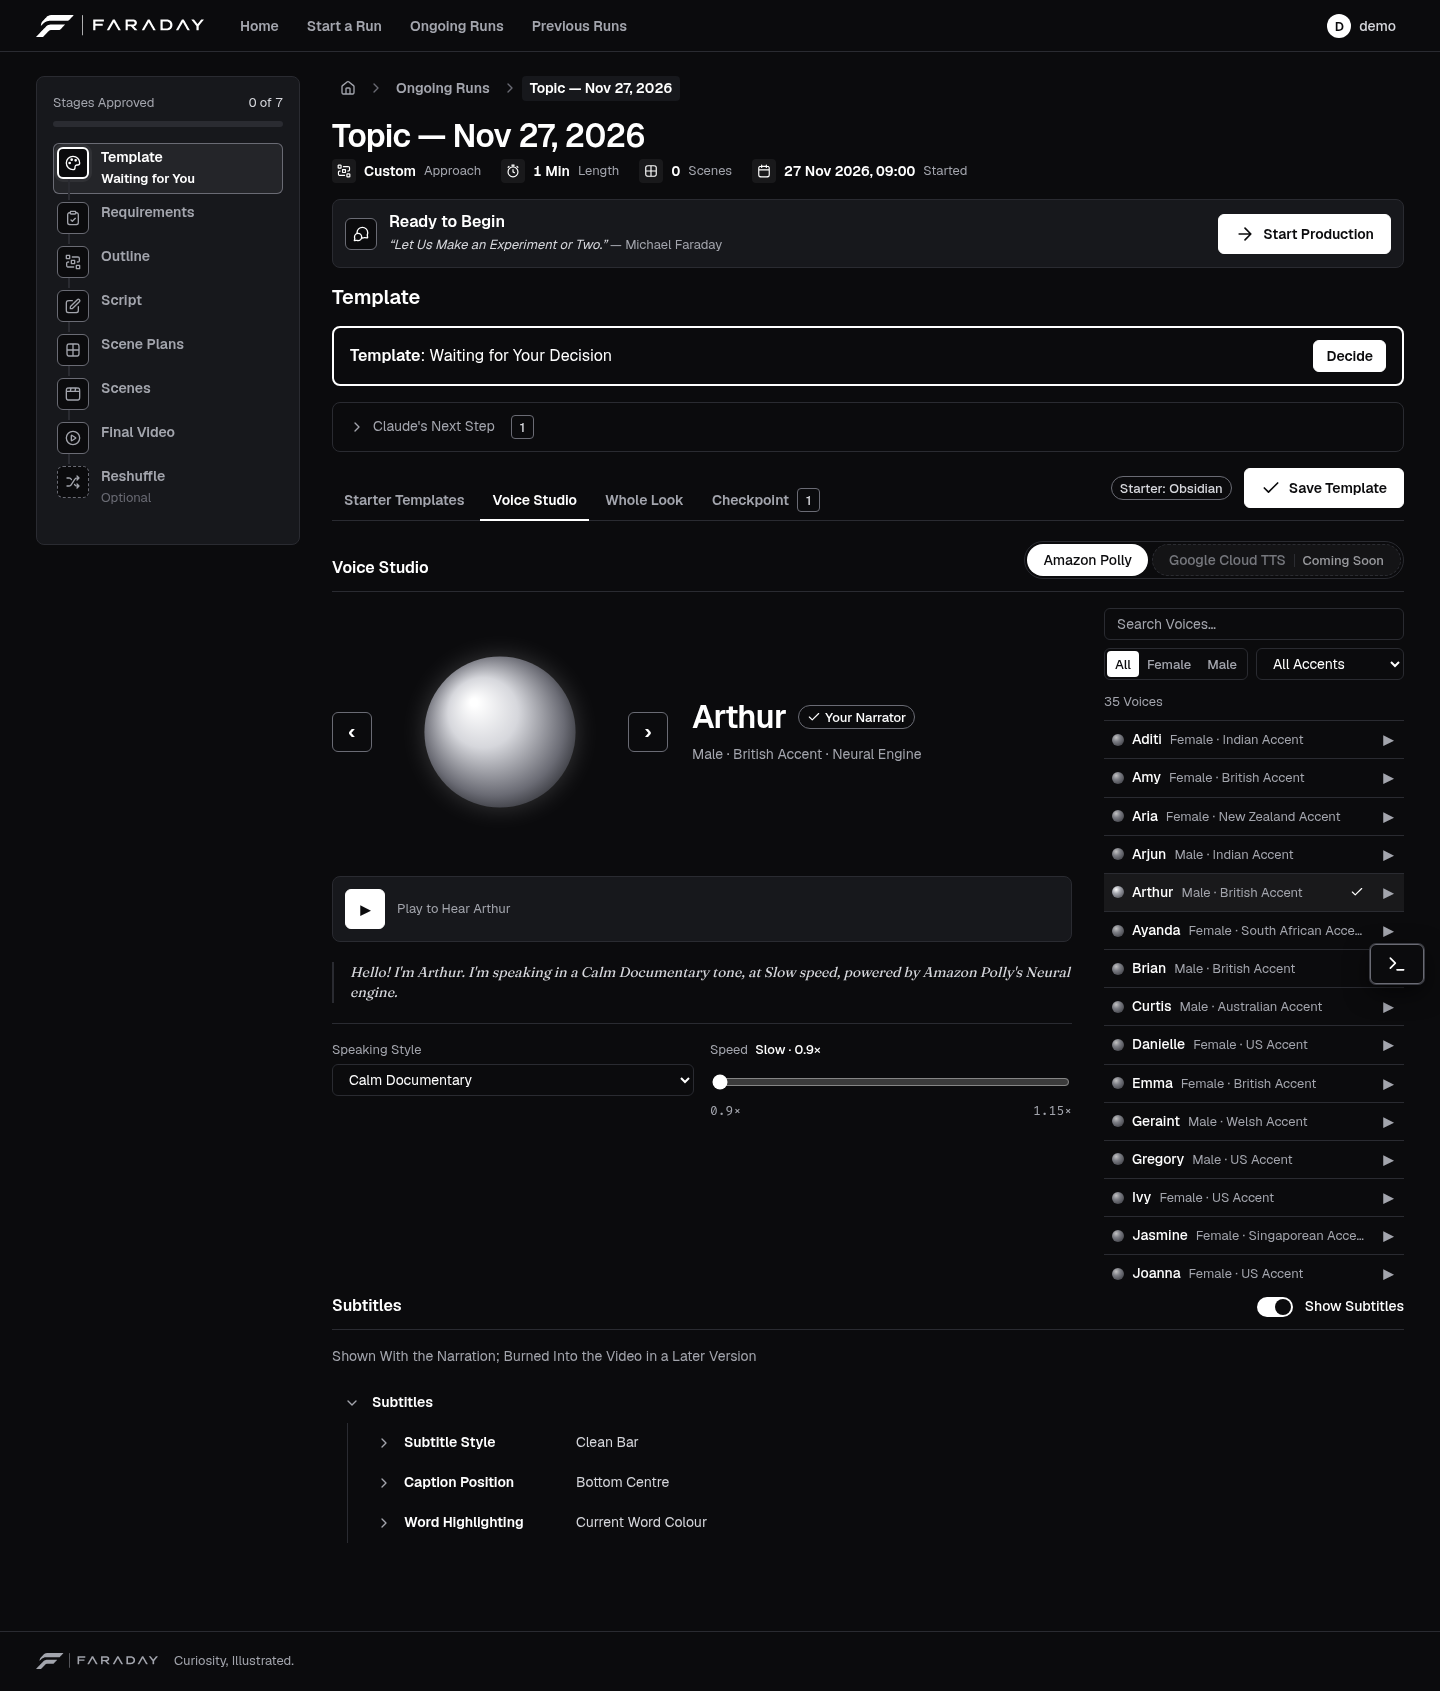 FARADAY
Home
Start a Run
Ongoing Runs
Previous Runs
D
demo
Stages Approved
0 of 7
Template
Waiting for You
Requirements
Outline
Script
Scene Plans
Scenes
Final Video
Reshuffle
Optional
Ongoing Runs
Topic — Nov 27, 2026
Topic — Nov 27, 2026
Custom Approach
1 Min Length
0 Scenes
27 Nov 2026, 09:00 Started
Ready to Begin
“Let Us Make an Experiment or Two.” — Michael Faraday
Start Production
Template
Template: Waiting for Your Decision
Decide
Claude's Next Step 1
Starter Templates
Voice Studio
Whole Look
Checkpoint 1
Starter: Obsidian
Save Template
Voice Studio
Amazon Polly
Google Cloud TTS
Coming Soon
Arthur
Your Narrator
Male · British Accent · Neural Engine
Play to Hear Arthur
Hello! I'm Arthur. I'm speaking in a Calm Documentary tone, at Slow speed, powered by Amazon Polly's Neural
engine.
Speaking Style
Calm Documentary
Speed Slow · 0.9×
0.9×
1.15×
Search Voices…
All
Female
Male
All Accents
35 Voices
Aditi Female · Indian Accent
Amy Female · British Accent
Aria Female · New Zealand Accent
Arjun Male · Indian Accent
Arthur Male · British Accent
Ayanda Female · South African Acce…
Brian Male · British Accent
Curtis Male · Australian Accent
Danielle Female · US Accent
Emma Female · British Accent
Geraint Male · Welsh Accent
Gregory Male · US Accent
Ivy Female · US Accent
Jasmine Female · Singaporean Acce…
Joanna Female · US Accent
Subtitles
Show Subtitles
Shown With the Narration; Burned Into the Video in a Later Version
Subtitles
Subtitle Style Clean Bar
Caption Position Bottom Centre
Word Highlighting Current Word Colour
FARADAY
Curiosity, Illustrated.